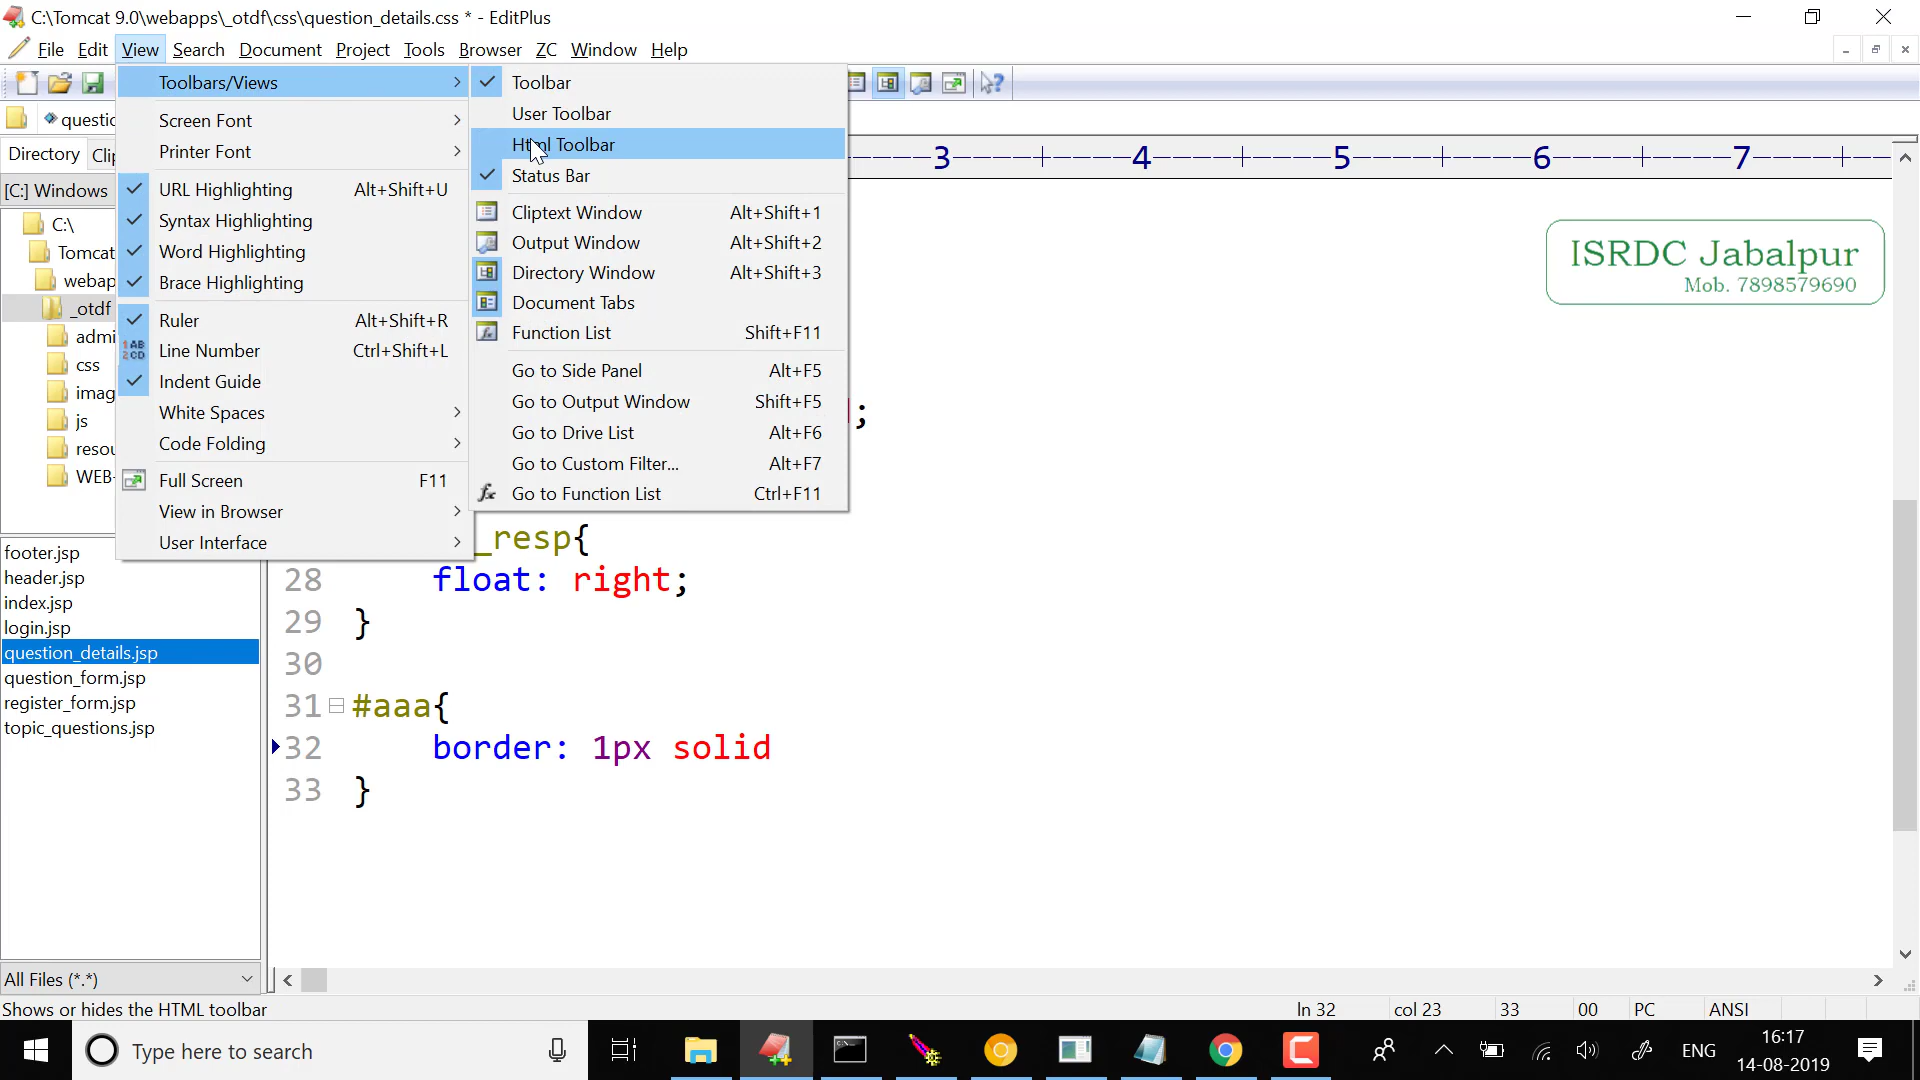 C:\Tomcat 9.0\webapps\_otdf\css\question_details.css * - EditPlus
File Edit View Search Document Project Tools Browser ZC Window Help
Toolbars/Views
Screen Font
Printer Font
URL Highlighting Alt+Shift+U
Syntax Highlighting
Word Highlighting
Brace Highlighting
Ruler Alt+Shift+R
Line Number Ctrl+Shift+L
Indent Guide
White Spaces
Code Folding
Full Screen F11
View in Browser
User Interface
Toolbar
User Toolbar
Html Toolbar
Status Bar
Cliptext Window Alt+Shift+1
Output Window Alt+Shift+2
Directory Window Alt+Shift+3
Document Tabs
Function List Shift+F11
Go to Side Panel Alt+F5
Go to Output Window Shift+F5
Go to Drive List Alt+F6
Go to Custom Filter... Alt+F7
Go to Function List Ctrl+F11
questic
Directory Clip
[C:] Windows
C:\
Tomcat
webap
_otdf
admi
css
imag
js
resou
WEB-
footer.jsp
header.jsp
index.jsp
login.jsp
question_details.jsp
question_form.jsp
register_form.jsp
topic_questions.jsp
All Files (*.*)
3 4 5 6 7
ISRDC Jabalpur
Mob. 7898579690
;
_resp{
28 float: right;
29 }
30
31 #aaa{
32 border: 1px solid
33 }
Shows or hides the HTML toolbar
ln 32 col 23 33 00 PC ANSI
Type here to search
ENG
16:17
14-08-2019